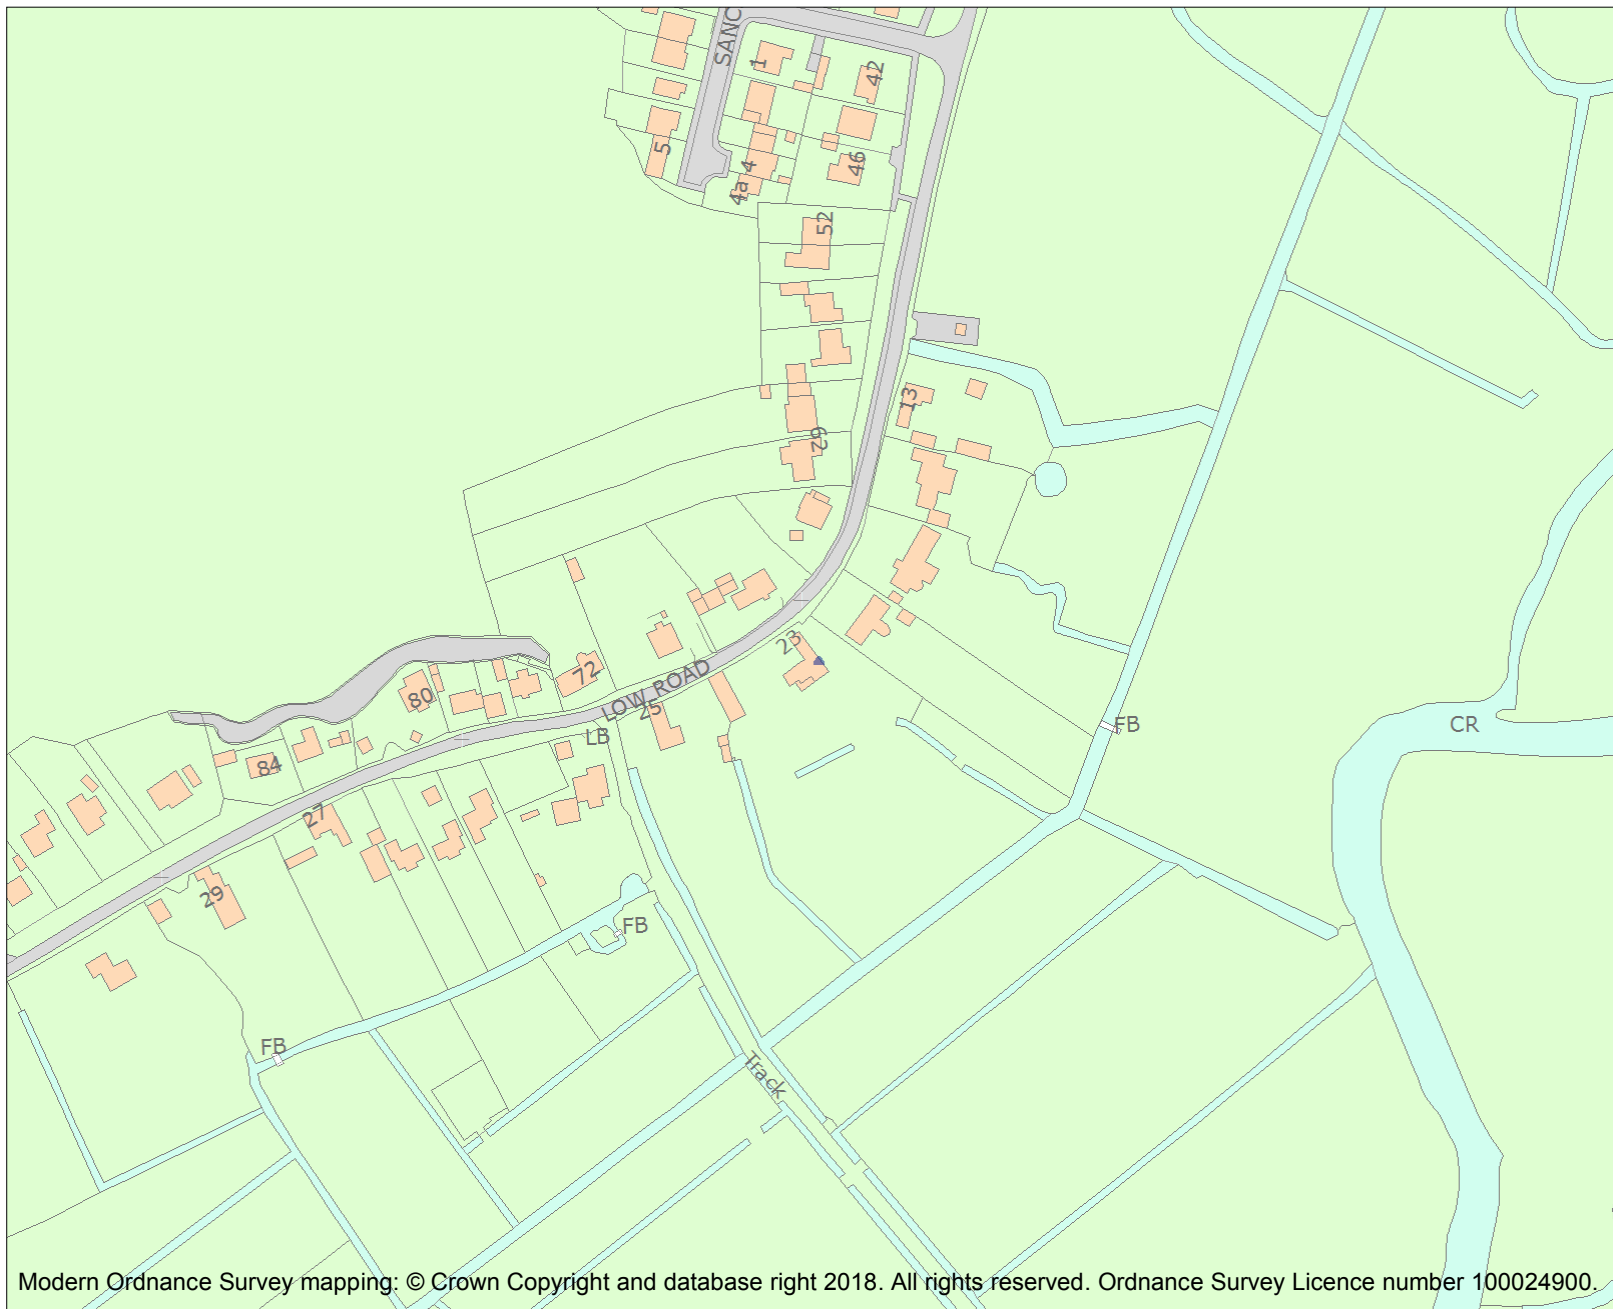 SANC
1
42
5
4
4a
46
52
13
62
23
72
LOW ROAD
25
LB
80
84
27
29
FB
CR
FB
FB
Track
Modern Ordnance Survey mapping: © Crown Copyright and database right 2018. All rights reserved. Ordnance Survey Licence number 100024900.